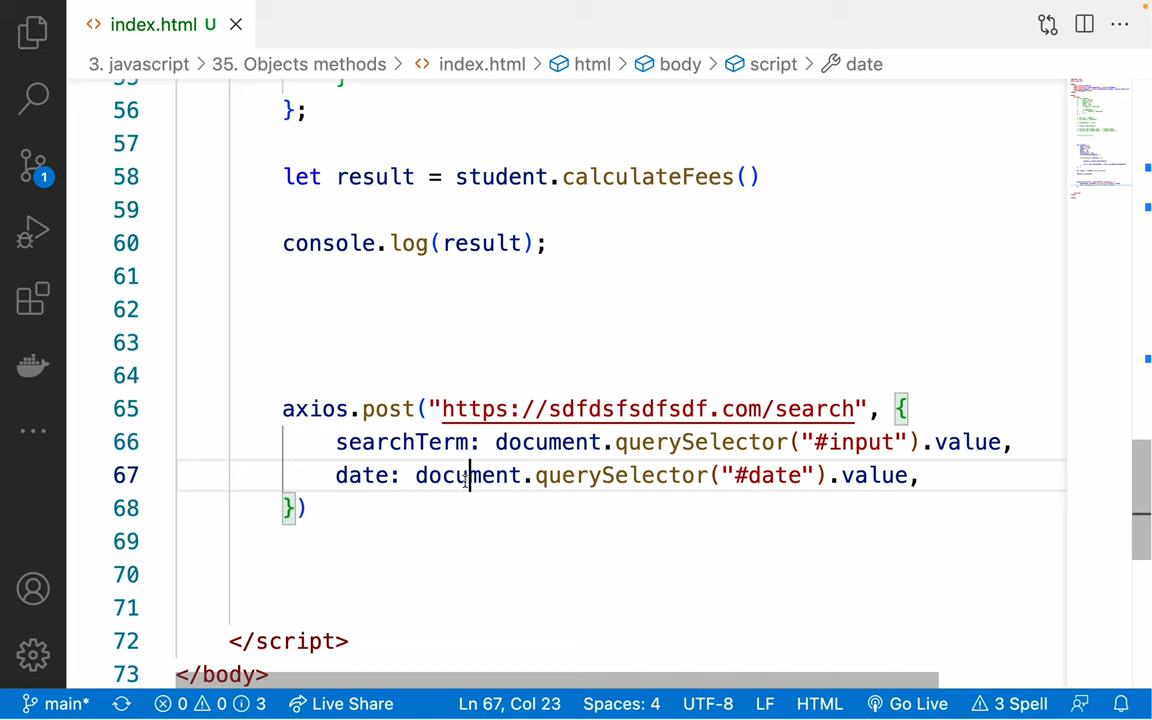 <> index.html U ×
3. javascript > 35. Objects methods > <> index.html > html > body > script > date
55 }
56 };
57
58 let result = student.calculateFees()
59
60 console.log(result);
61
62
63
64
65 axios.post("https://sdfdsfsdfsdf.com/search", {
66 searchTerm: document.querySelector("#input").value,
67 date: document.querySelector("#date").value,
68 })
69
70
71
72 </script>
73 </body>
1
main* 0 0 3 Live Share Ln 67, Col 23 Spaces: 4 UTF-8 LF HTML Go Live 3 Spell